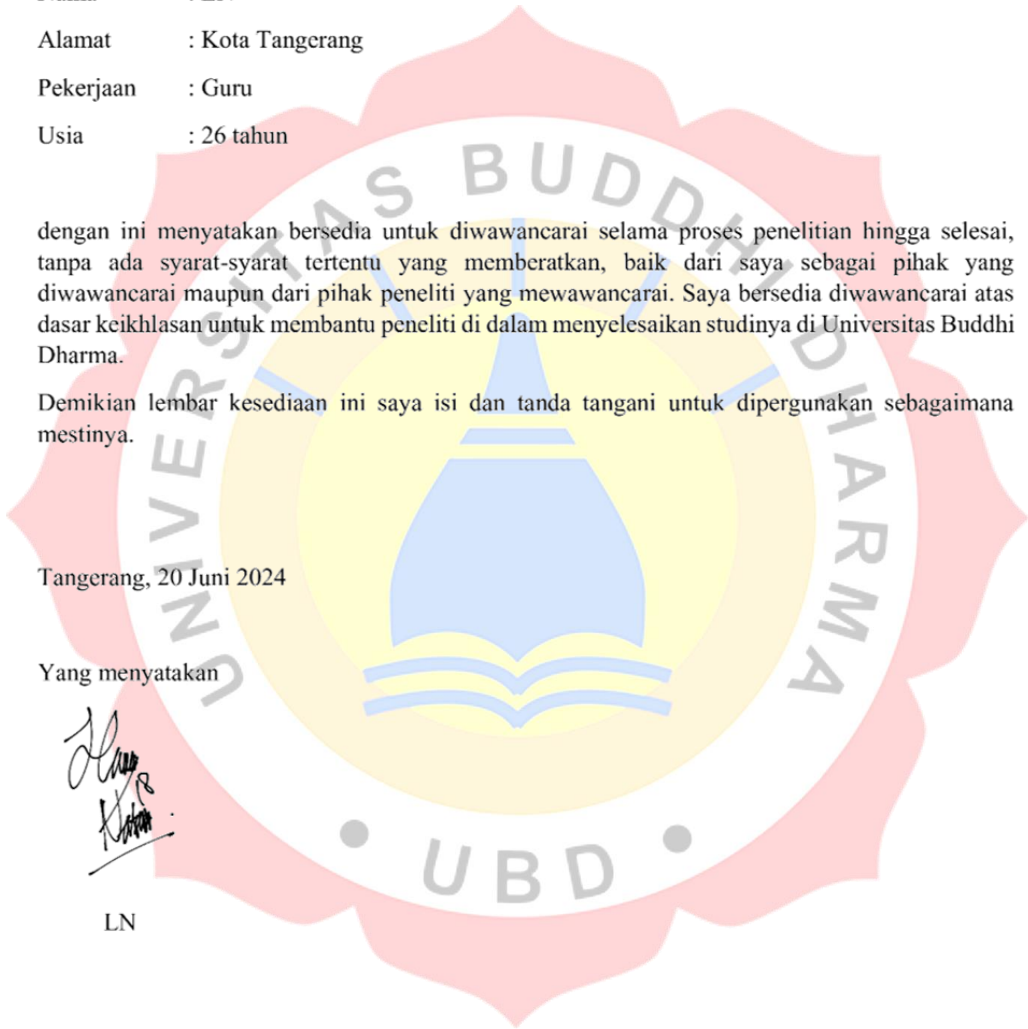 Alamat : Kota Tangerang
Pekerjaan : Guru
Usia : 26 tahun
dengan ini menyatakan bersedia untuk diwawancarai selama proses penelitian hingga selesai,
tanpa ada syarat-syarat tertentu yang memberatkan, baik dari saya sebagai pihak yang
diwawancarai maupun dari pihak peneliti yang mewawancarai. Saya bersedia diwawancarai atas
dasar keikhlasan untuk membantu peneliti di dalam menyelesaikan studinya di Universitas Buddhi
Dharma.
Demikian lembar kesediaan ini saya isi dan tanda tangani untuk dipergunakan sebagaimana
mestinya.
Tangerang, 20 Juni 2024
Yang menyatakan
LN
UNIVERSITAS BUDDHI DHARMA
• UBD •